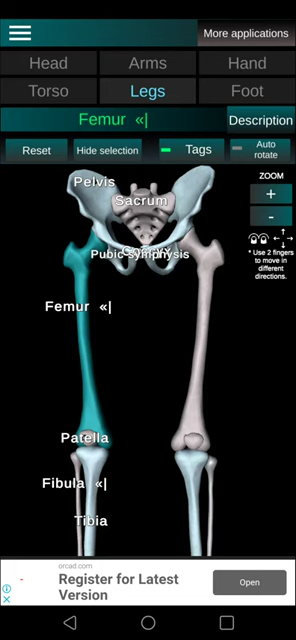 More applications
Head
Arms
Hand
Torso
Legs
Foot
Femur «|
Description
Reset
Hide selection
Tags
Auto rotate
ZOOM
+
-
* Use 2 fingers
to move in
different
directions.
Pelvis
Sacrum
Pubic symphysis
Femur «|
Patella
Fibula «|
Tibia
orcad.com
Register for Latest
Version
Open